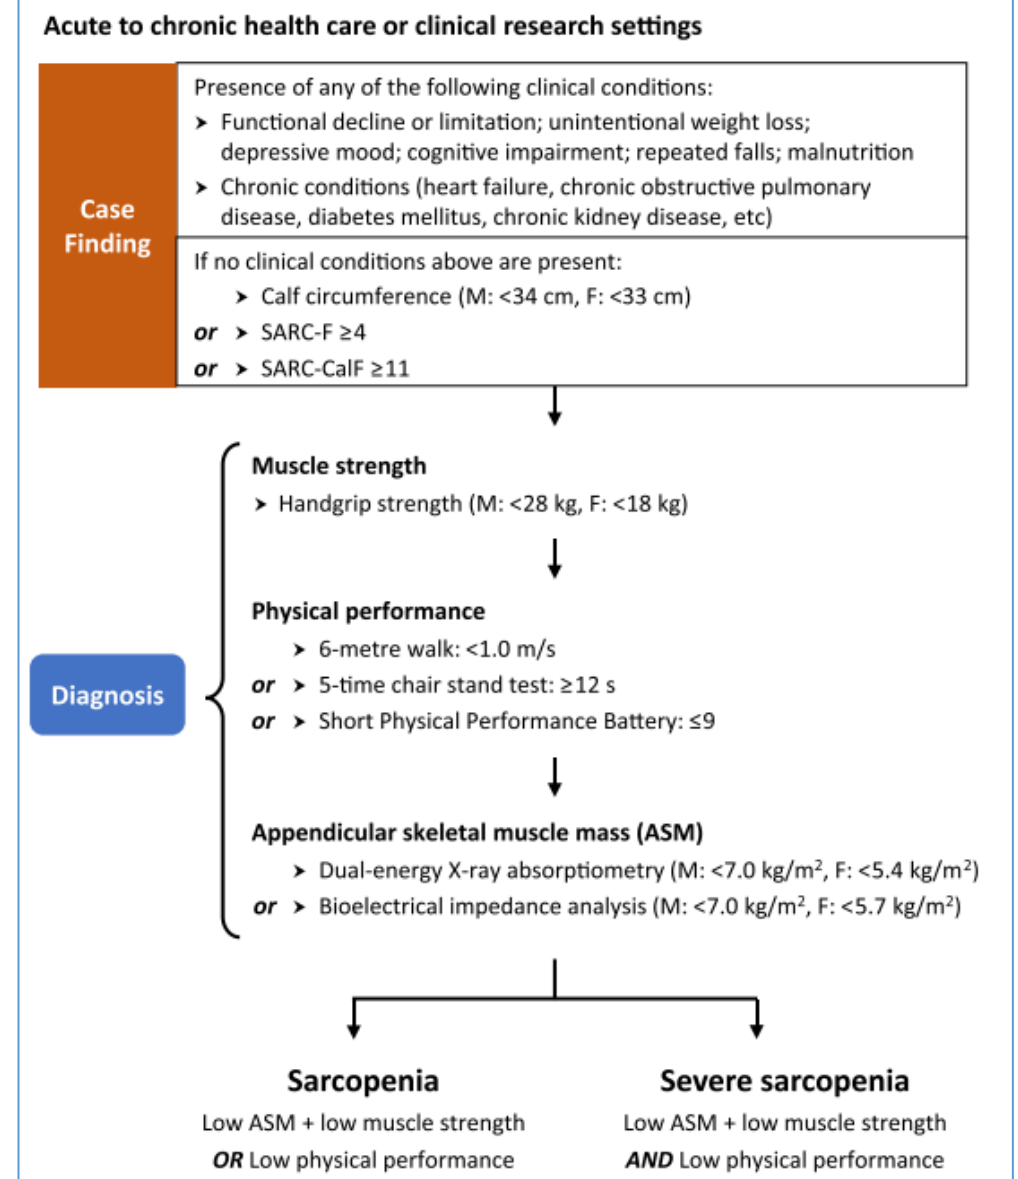 Acute to chronic health care or clinical research settings
Case
Finding
Presence of any of the following clinical conditions:
➤ Functional decline or limitation; unintentional weight loss;
depressive mood; cognitive impairment; repeated falls; malnutrition
➤ Chronic conditions (heart failure, chronic obstructive pulmonary
disease, diabetes mellitus, chronic kidney disease, etc)
If no clinical conditions above are present:
➤ Calf circumference (M: <34 cm, F: <33 cm)
or ➤ SARC-F ≥4
or ➤ SARC-CalF ≥11
Diagnosis
Muscle strength
➤ Handgrip strength (M: <28 kg, F: <18 kg)
Physical performance
➤ 6-metre walk: <1.0 m/s
or ➤ 5-time chair stand test: ≥12 s
or ➤ Short Physical Performance Battery: ≤9
Appendicular skeletal muscle mass (ASM)
➤ Dual-energy X-ray absorptiometry (M: <7.0 kg/m², F: <5.4 kg/m²)
or ➤ Bioelectrical impedance analysis (M: <7.0 kg/m², F: <5.7 kg/m²)
Sarcopenia
Low ASM + low muscle strength
OR Low physical performance
Severe sarcopenia
Low ASM + low muscle strength
AND Low physical performance